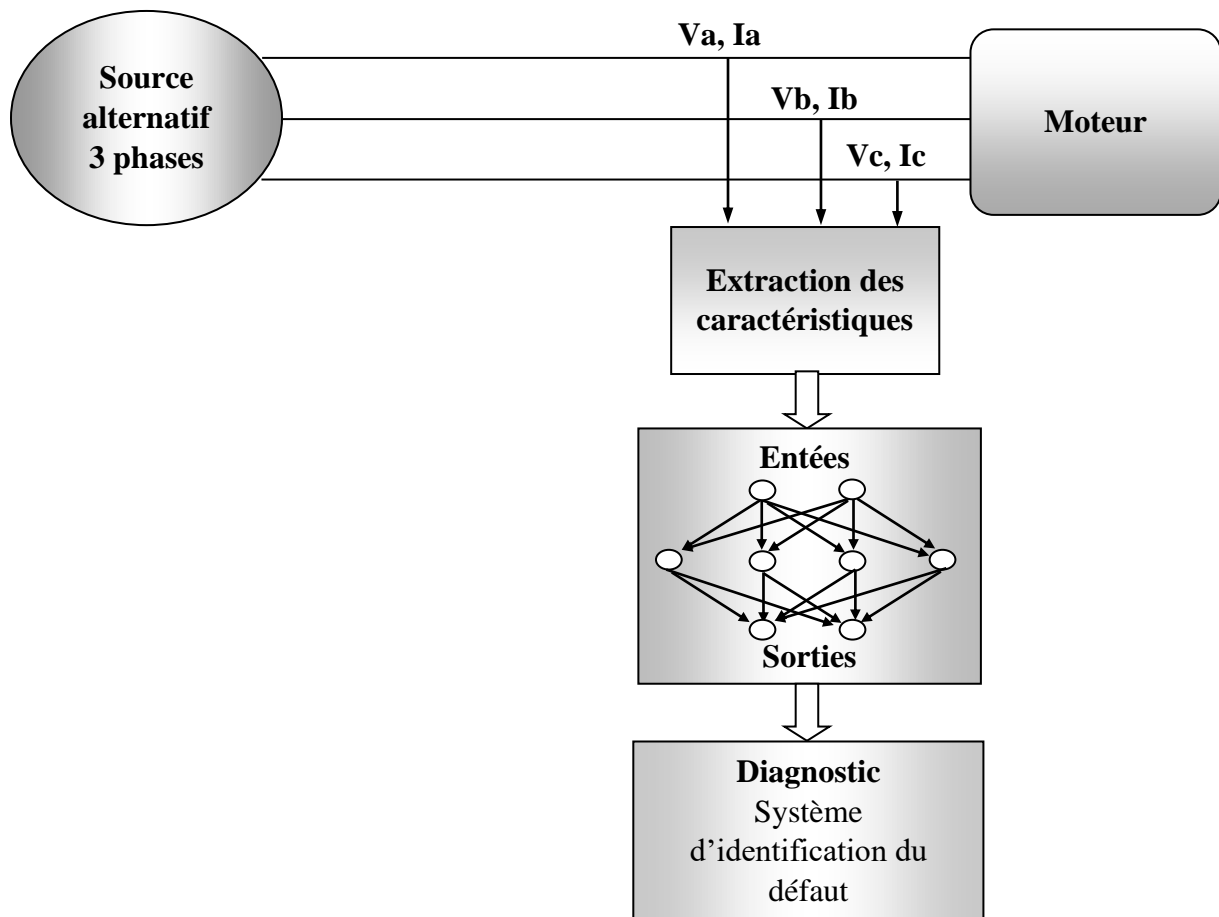 Va, Ia
Source
alternatif
3 phases
Vb, Ib
Moteur
Vc, Ic
Extraction des
caractéristiques
Entées
Sorties
Diagnostic
Système
d’identification du
défaut